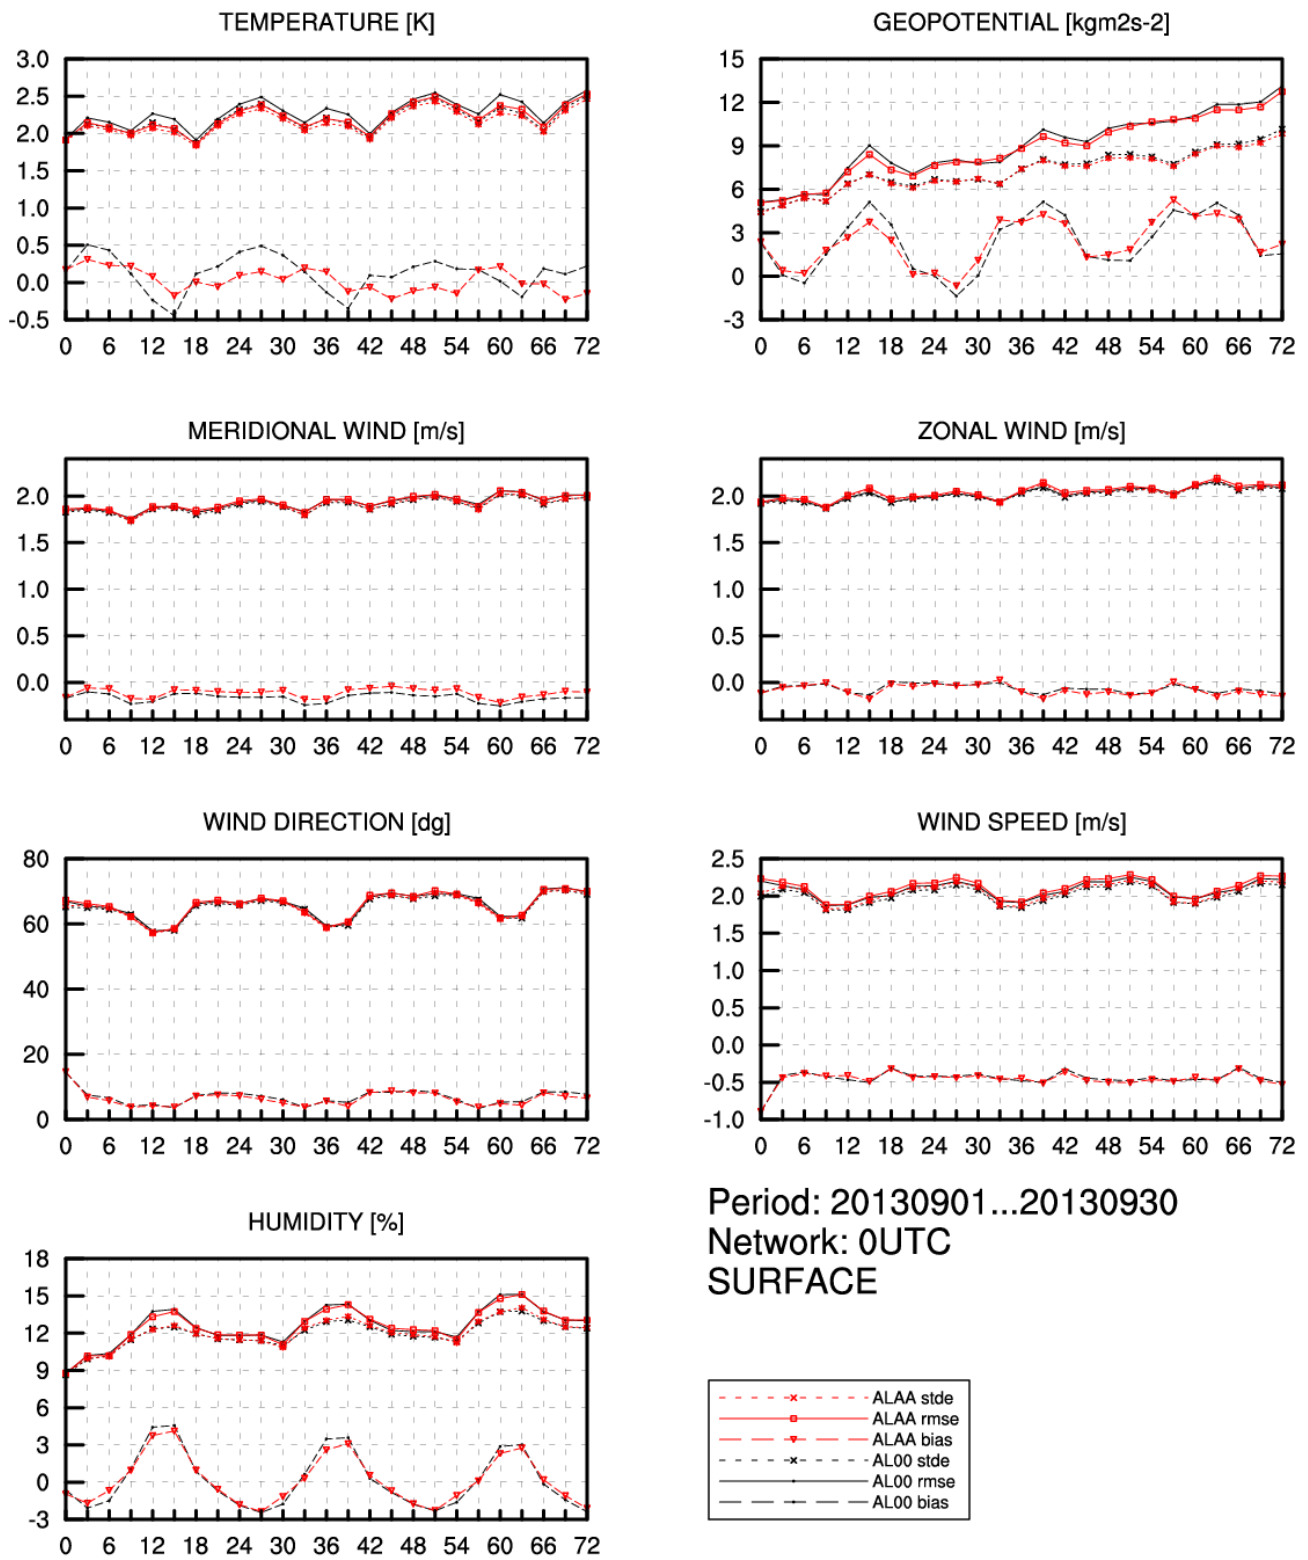 TEMPERATURE [K]
3.0
2.5
2.0
1.5
1.0
0.5
0.0
-0.5
0 6 12 18 24 30 36 42 48 54 60 66 72
GEOPOTENTIAL [kgm2s-2]
15
12
9
6
3
0
-3
0 6 12 18 24 30 36 42 48 54 60 66 72
MERIDIONAL WIND [m/s]
2.0
1.5
1.0
0.5
0.0
0 6 12 18 24 30 36 42 48 54 60 66 72
ZONAL WIND [m/s]
2.0
1.5
1.0
0.5
0.0
0 6 12 18 24 30 36 42 48 54 60 66 72
WIND DIRECTION [dg]
80
60
40
20
0
0 6 12 18 24 30 36 42 48 54 60 66 72
WIND SPEED [m/s]
2.5
2.0
1.5
1.0
0.5
0.0
-0.5
-1.0
0 6 12 18 24 30 36 42 48 54 60 66 72
HUMIDITY [%]
18
15
12
9
6
3
0
-3
0 6 12 18 24 30 36 42 48 54 60 66 72
Period: 20130901...20130930
Network: 0UTC
SURFACE
ALAA stde
ALAA rmse
ALAA bias
AL00 stde
AL00 rmse
AL00 bias